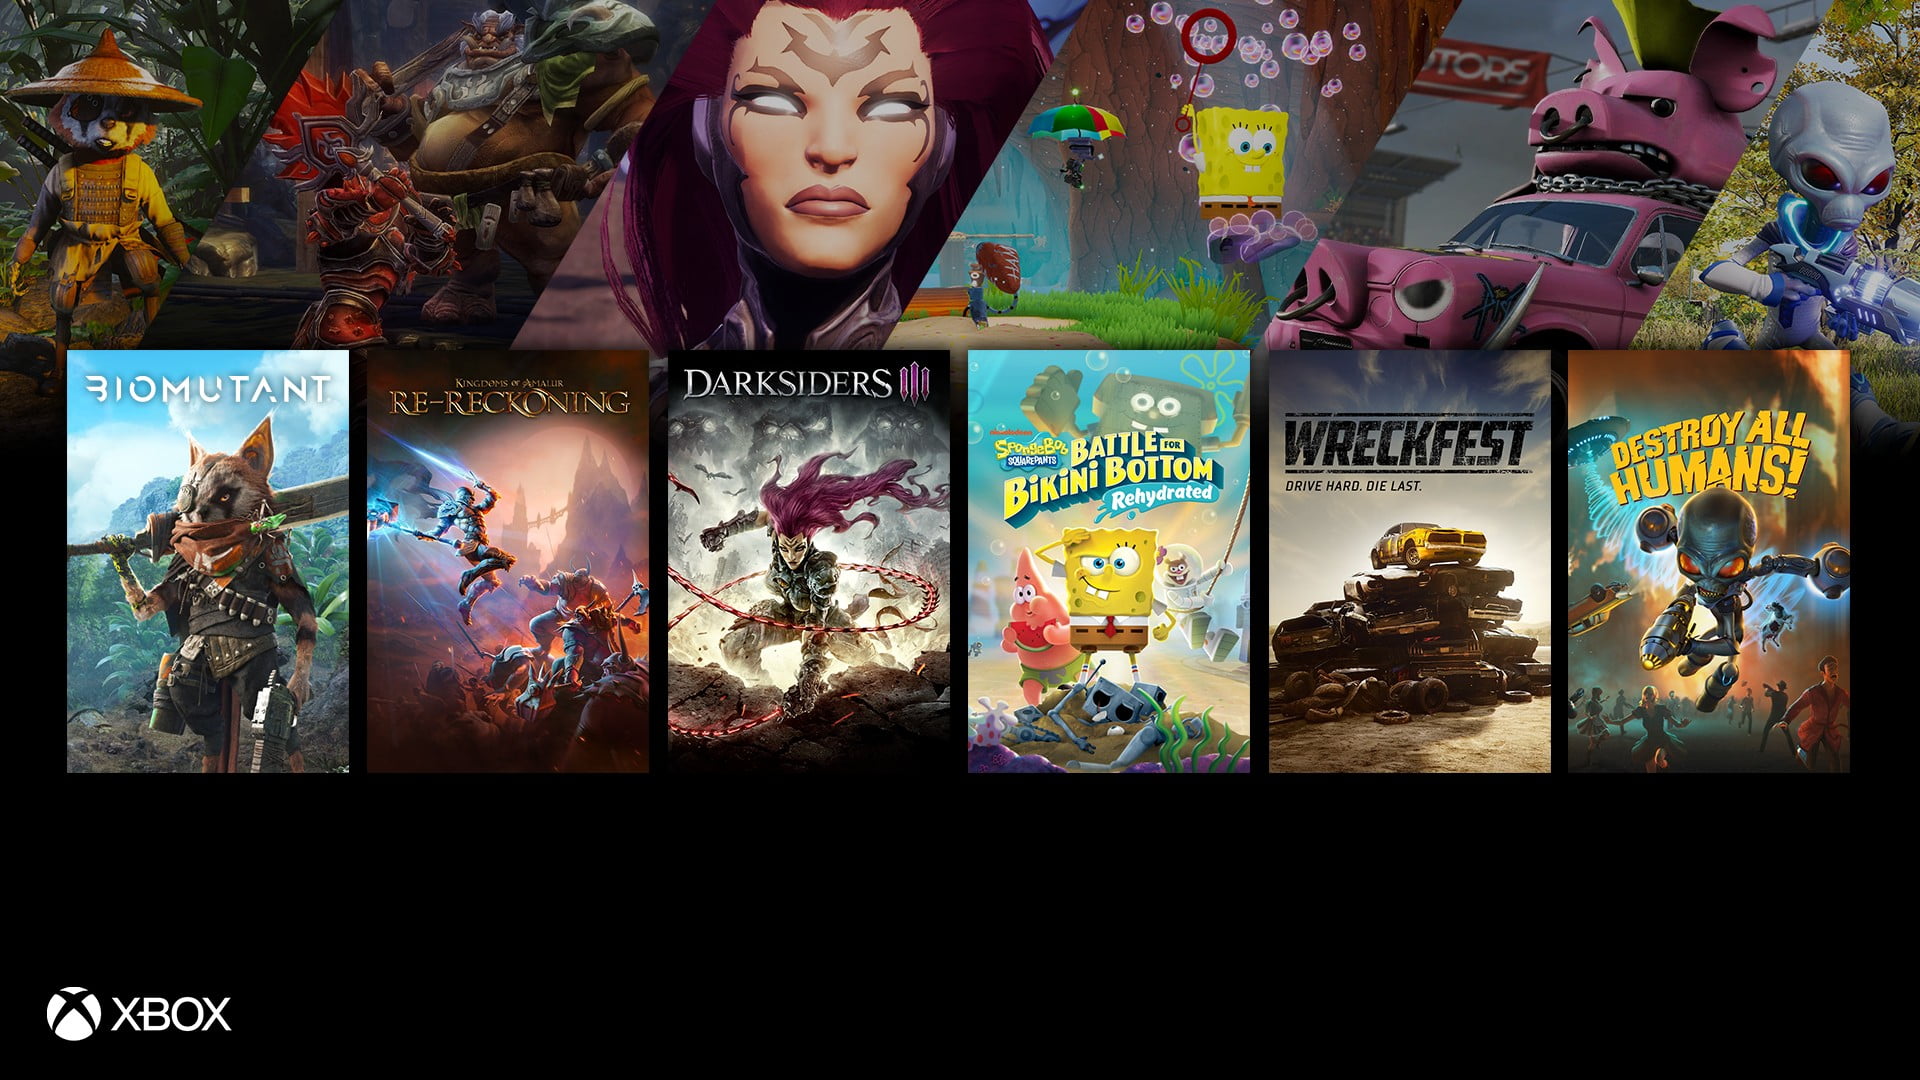 TORS
BIOMUTANT
KINGDOMS OF AMALUR
RE-RECKONING
DARKSIDERS III
nickelodeon
SpongeBob
SQUAREPANTS
BATTLE FOR
BiKiNi BOTTOM
Rehydrated
WRECKFEST
DRIVE HARD. DIE LAST.
DESTROY ALL
HUMANS!
XBOX